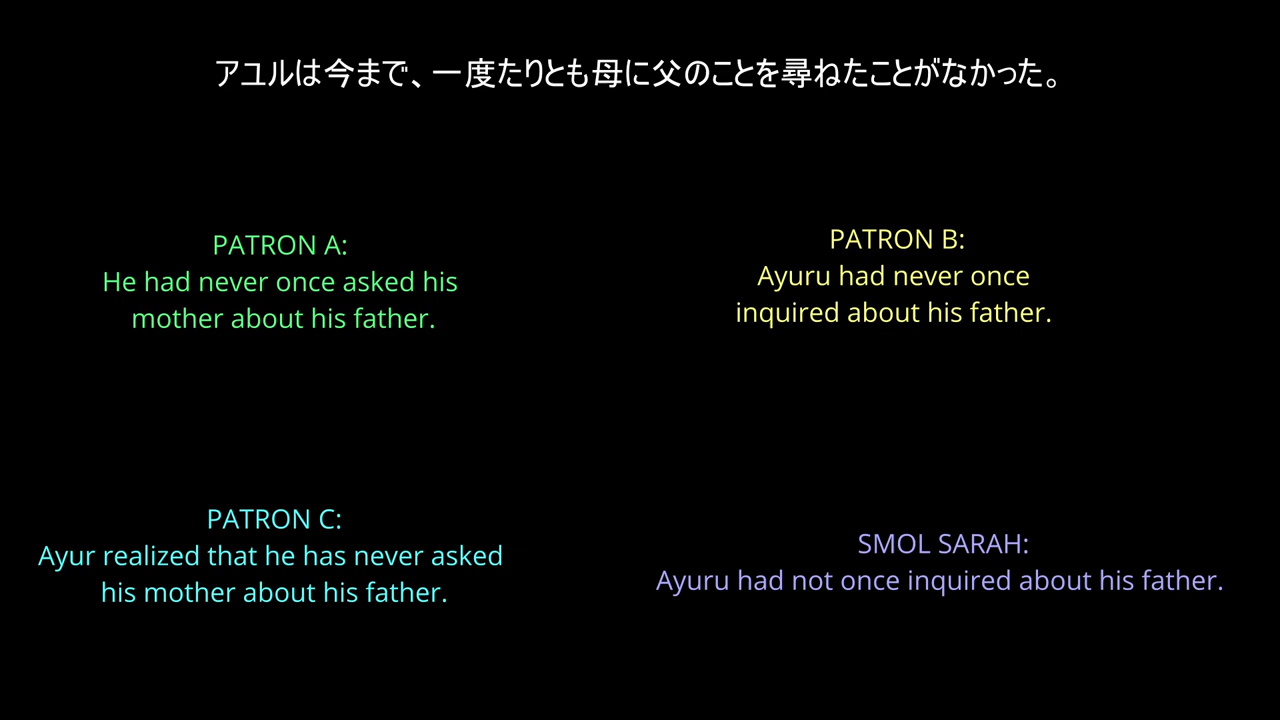 アユルは今まで、一度たりとも母に父のことを尋ねたことがなかった。
PATRON A:
He had never once asked his
mother about his father.
PATRON B:
Ayuru had never once
inquired about his father.
PATRON C:
Ayur realized that he has never asked
his mother about his father.
SMOL SARAH:
Ayuru had not once inquired about his father.